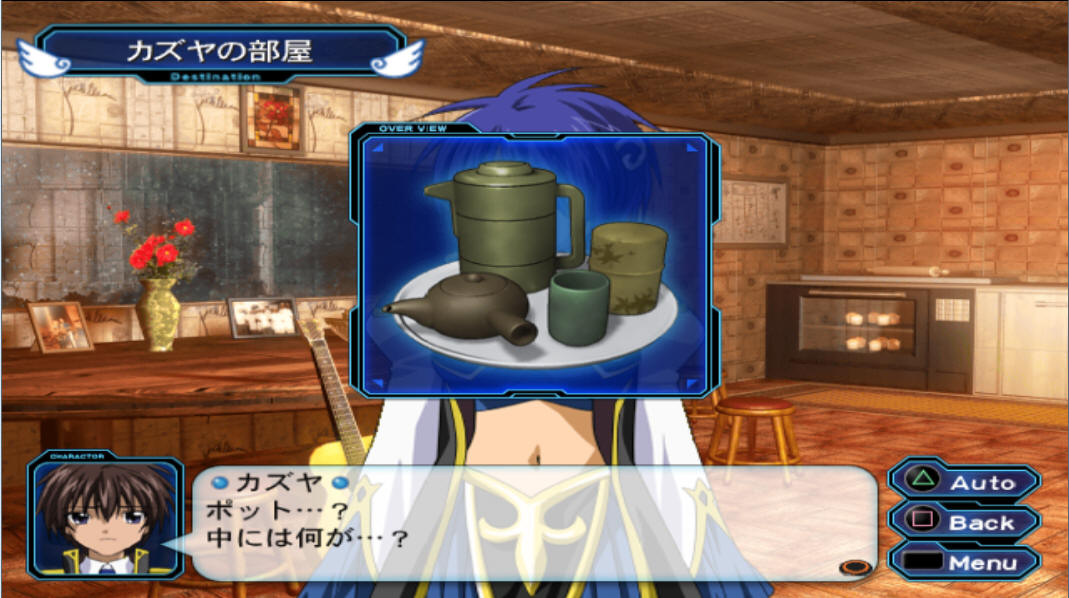 カズヤの部屋
Destination
OVER VIEW
CHARACTOR
カズヤ
ポット…?
中には何が…?
Auto
Back
Menu